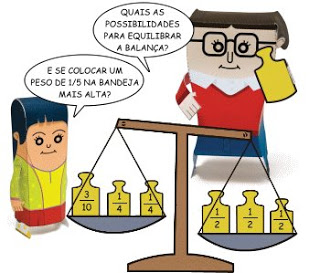 QUAIS AS
POSSIBILIDADES
PARA EQUILIBRAR
A BALANÇA?
E SE COLOCAR UM
PESO DE 1/5 NA BANDEJA
MAIS ALTA?
3/10 1/4 1/4
1/2 1/2 1/2